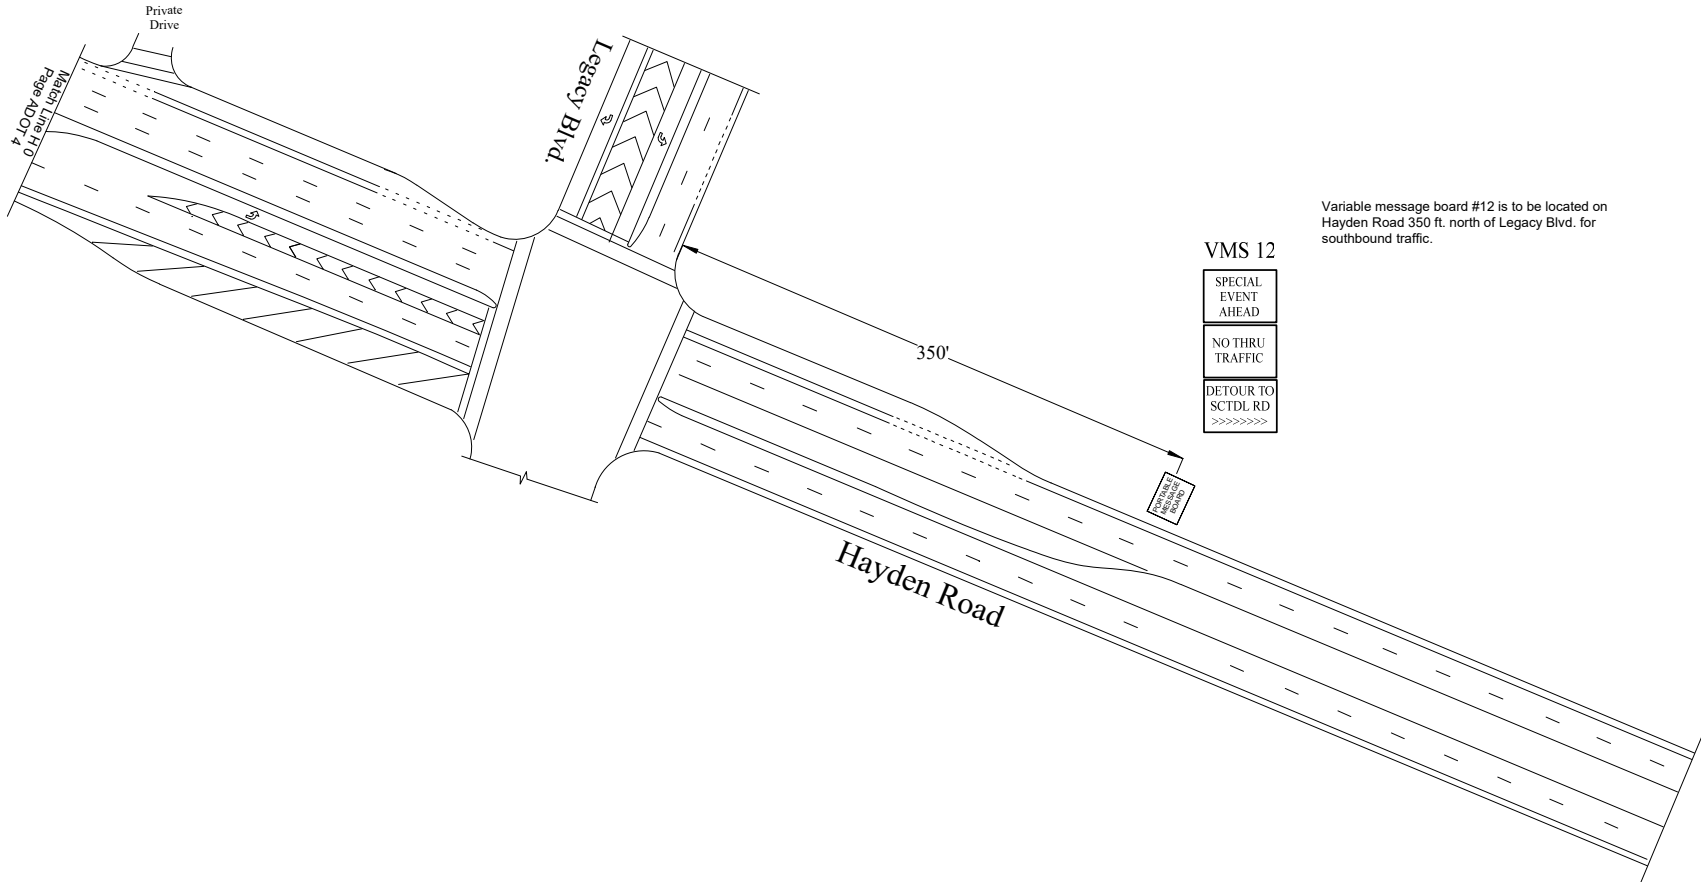 Private
Drive
Match Line H 0
Page ADOT 4
Legacy Blvd.
Variable message board #12 is to be located on
Hayden Road 350 ft. north of Legacy Blvd. for
southbound traffic.
VMS 12
SPECIAL
EVENT
AHEAD
NO THRU
TRAFFIC
DETOUR TO
SCTDL RD
>>>>>>>>
350'
PORTABLE
MESSAGE
BOARD
Hayden Road